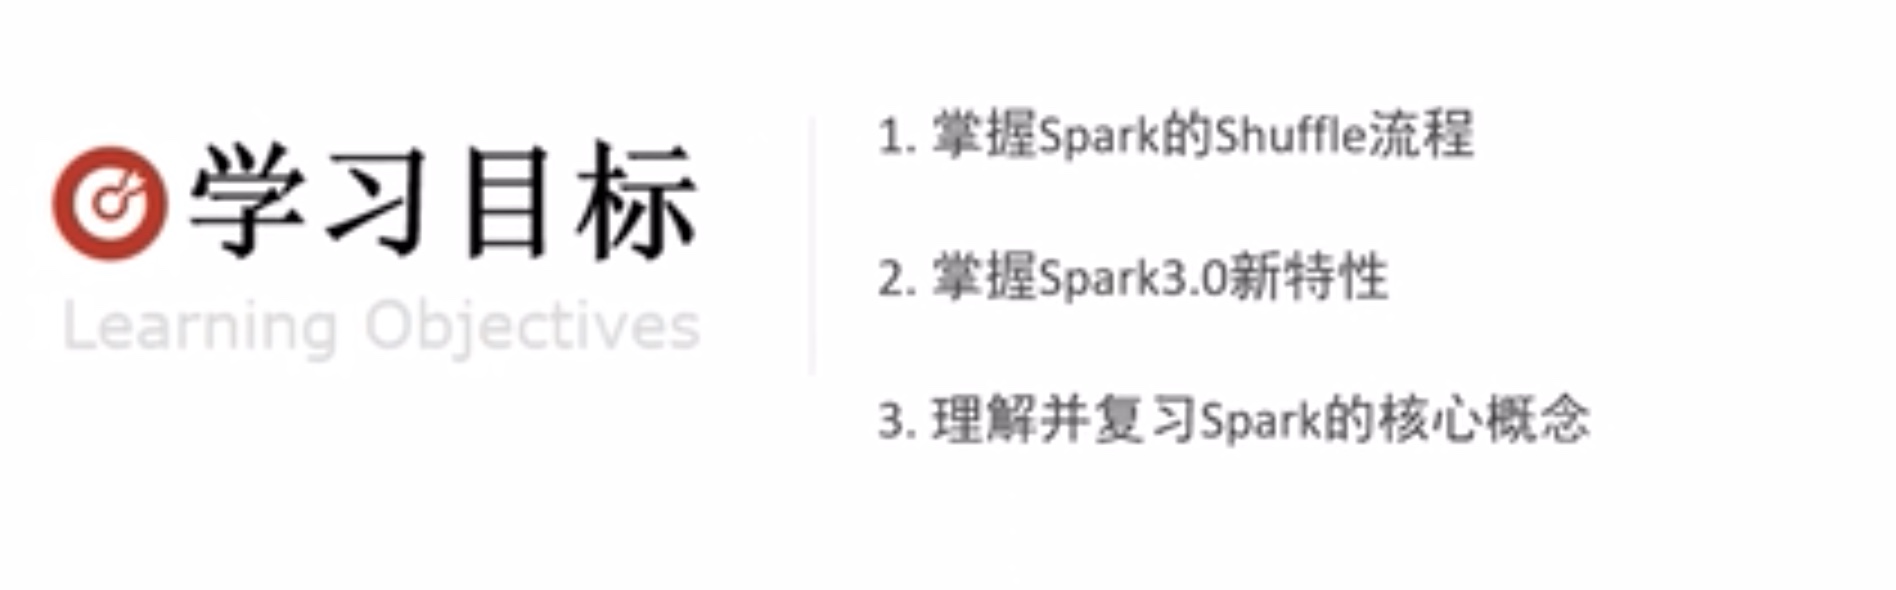 学习目标
Learning Objectives
1. 掌握Spark的Shuffle流程
2. 掌握Spark3.0新特性
3. 理解并复习Spark的核心概念